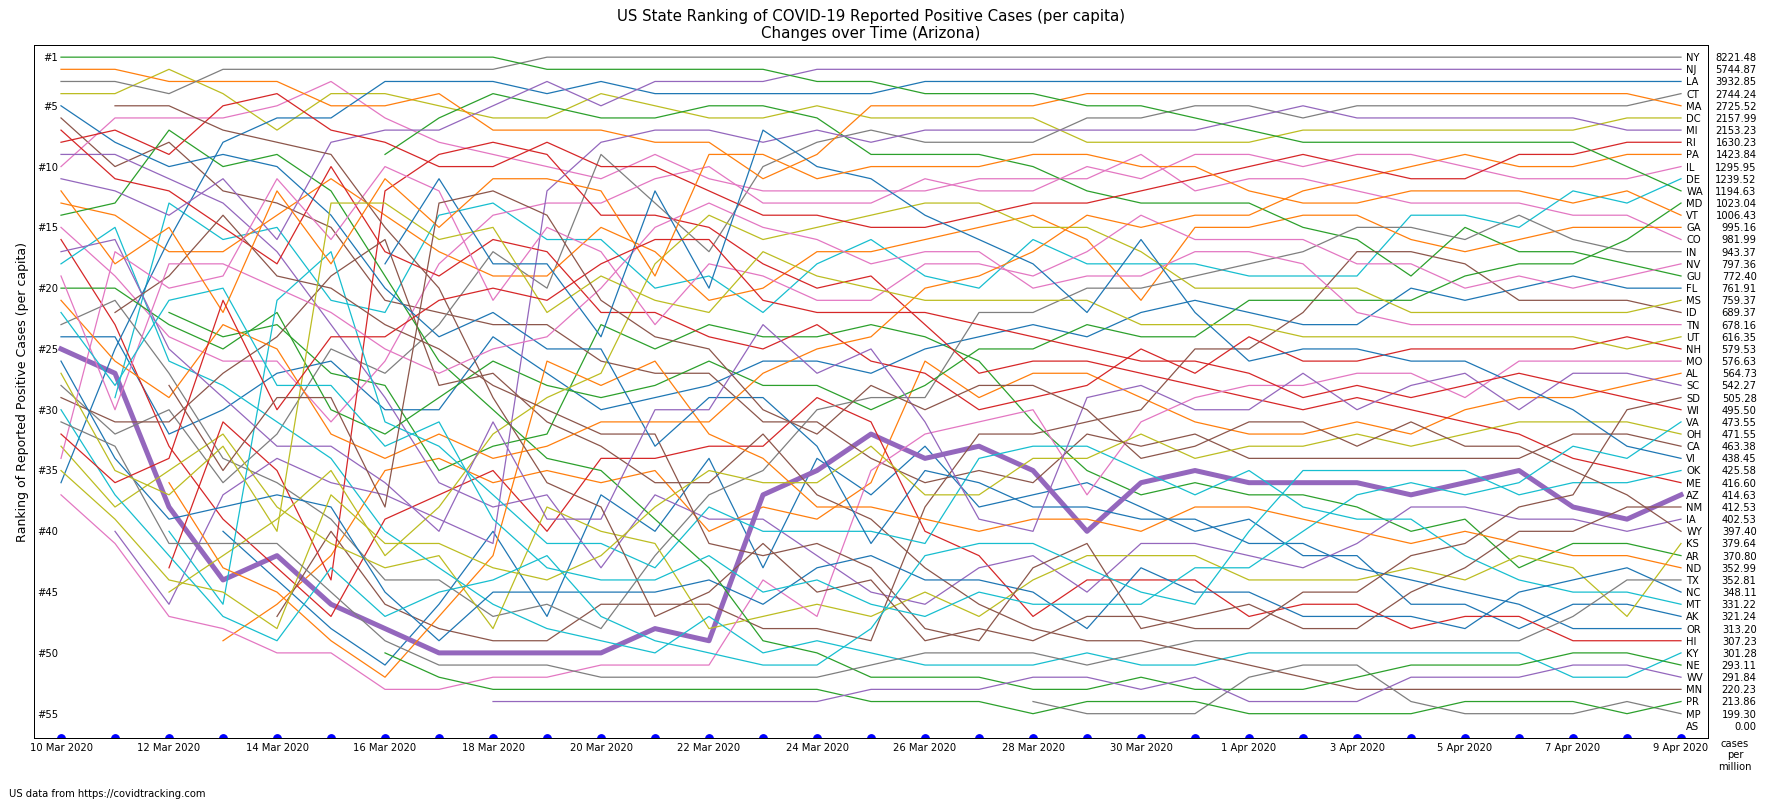 US State Ranking of COVID-19 Reported Positive Cases (per capita)
Changes over Time (Arizona)
Ranking of Reported Positive Cases (per capita)
#1
#5
#10
#15
#20
#25
#30
#35
#40
#45
#50
#55
NY 8221.48
NJ 5744.87
LA 3932.85
CT 2744.24
MA 2725.52
DC 2157.99
MI 2153.23
RI 1630.23
PA 1423.84
IL 1295.95
DE 1239.52
WA 1194.63
MD 1023.04
VT 1006.43
GA 995.16
CO 981.99
IN 943.37
NV 797.36
GU 772.40
FL 761.91
MS 759.37
ID 689.37
TN 678.16
UT 616.35
NH 579.53
MO 576.63
AL 564.73
SC 542.27
SD 505.28
WI 495.50
VA 473.55
OH 471.55
CA 463.38
VI 438.45
OK 425.58
ME 416.60
AZ 414.63
NM 412.53
IA 402.53
WY 397.40
KS 379.64
AR 370.80
ND 352.99
TX 352.81
NC 348.11
MT 331.22
AK 321.24
OR 313.20
HI 307.23
KY 301.28
NE 293.11
WV 291.84
MN 220.23
PR 213.86
MP 199.30
AS 0.00
10 Mar 2020 12 Mar 2020 14 Mar 2020 16 Mar 2020 18 Mar 2020 20 Mar 2020 22 Mar 2020 24 Mar 2020 26 Mar 2020 28 Mar 2020 30 Mar 2020 1 Apr 2020 3 Apr 2020 5 Apr 2020 7 Apr 2020 9 Apr 2020
cases
per
million
US data from https://covidtracking.com